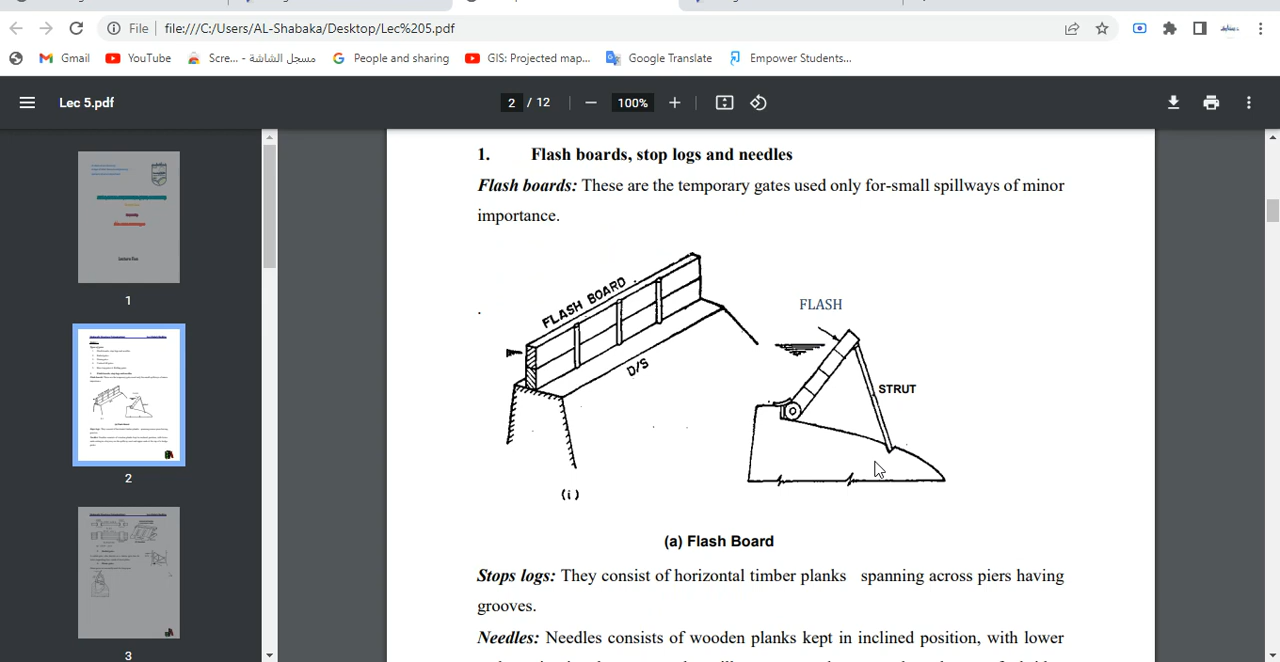 File file:///C:/Users/AL-Shabaka/Desktop/Lec%205.pdf
Gmail YouTube Scre... - مسجل الشاشة People and sharing GIS: Projected map... Google Translate Empower Students...
Lec 5.pdf 2 / 12 100%
1. Flash boards, stop logs and needles
Flash boards: These are the temporary gates used only for-small spillways of minor
importance.
FLASH BOARD
D/S
(i)
FLASH
STRUT
(a) Flash Board
Stops logs: They consist of horizontal timber planks spanning across piers having
grooves.
Needles: Needles consists of wooden planks kept in inclined position, with lower
1
2
3